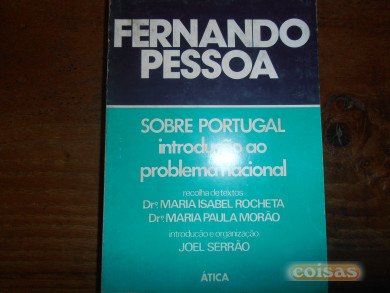 FERNANDO
PESSOA
SOBRE PORTUGAL
introdução ao
problema nacional
recolha de textos
Drª MARIA ISABEL ROCHETA
Drª MARIA PAULA MORÃO
introdução e organização
JOEL SERRÃO
ÁTICA
coisas